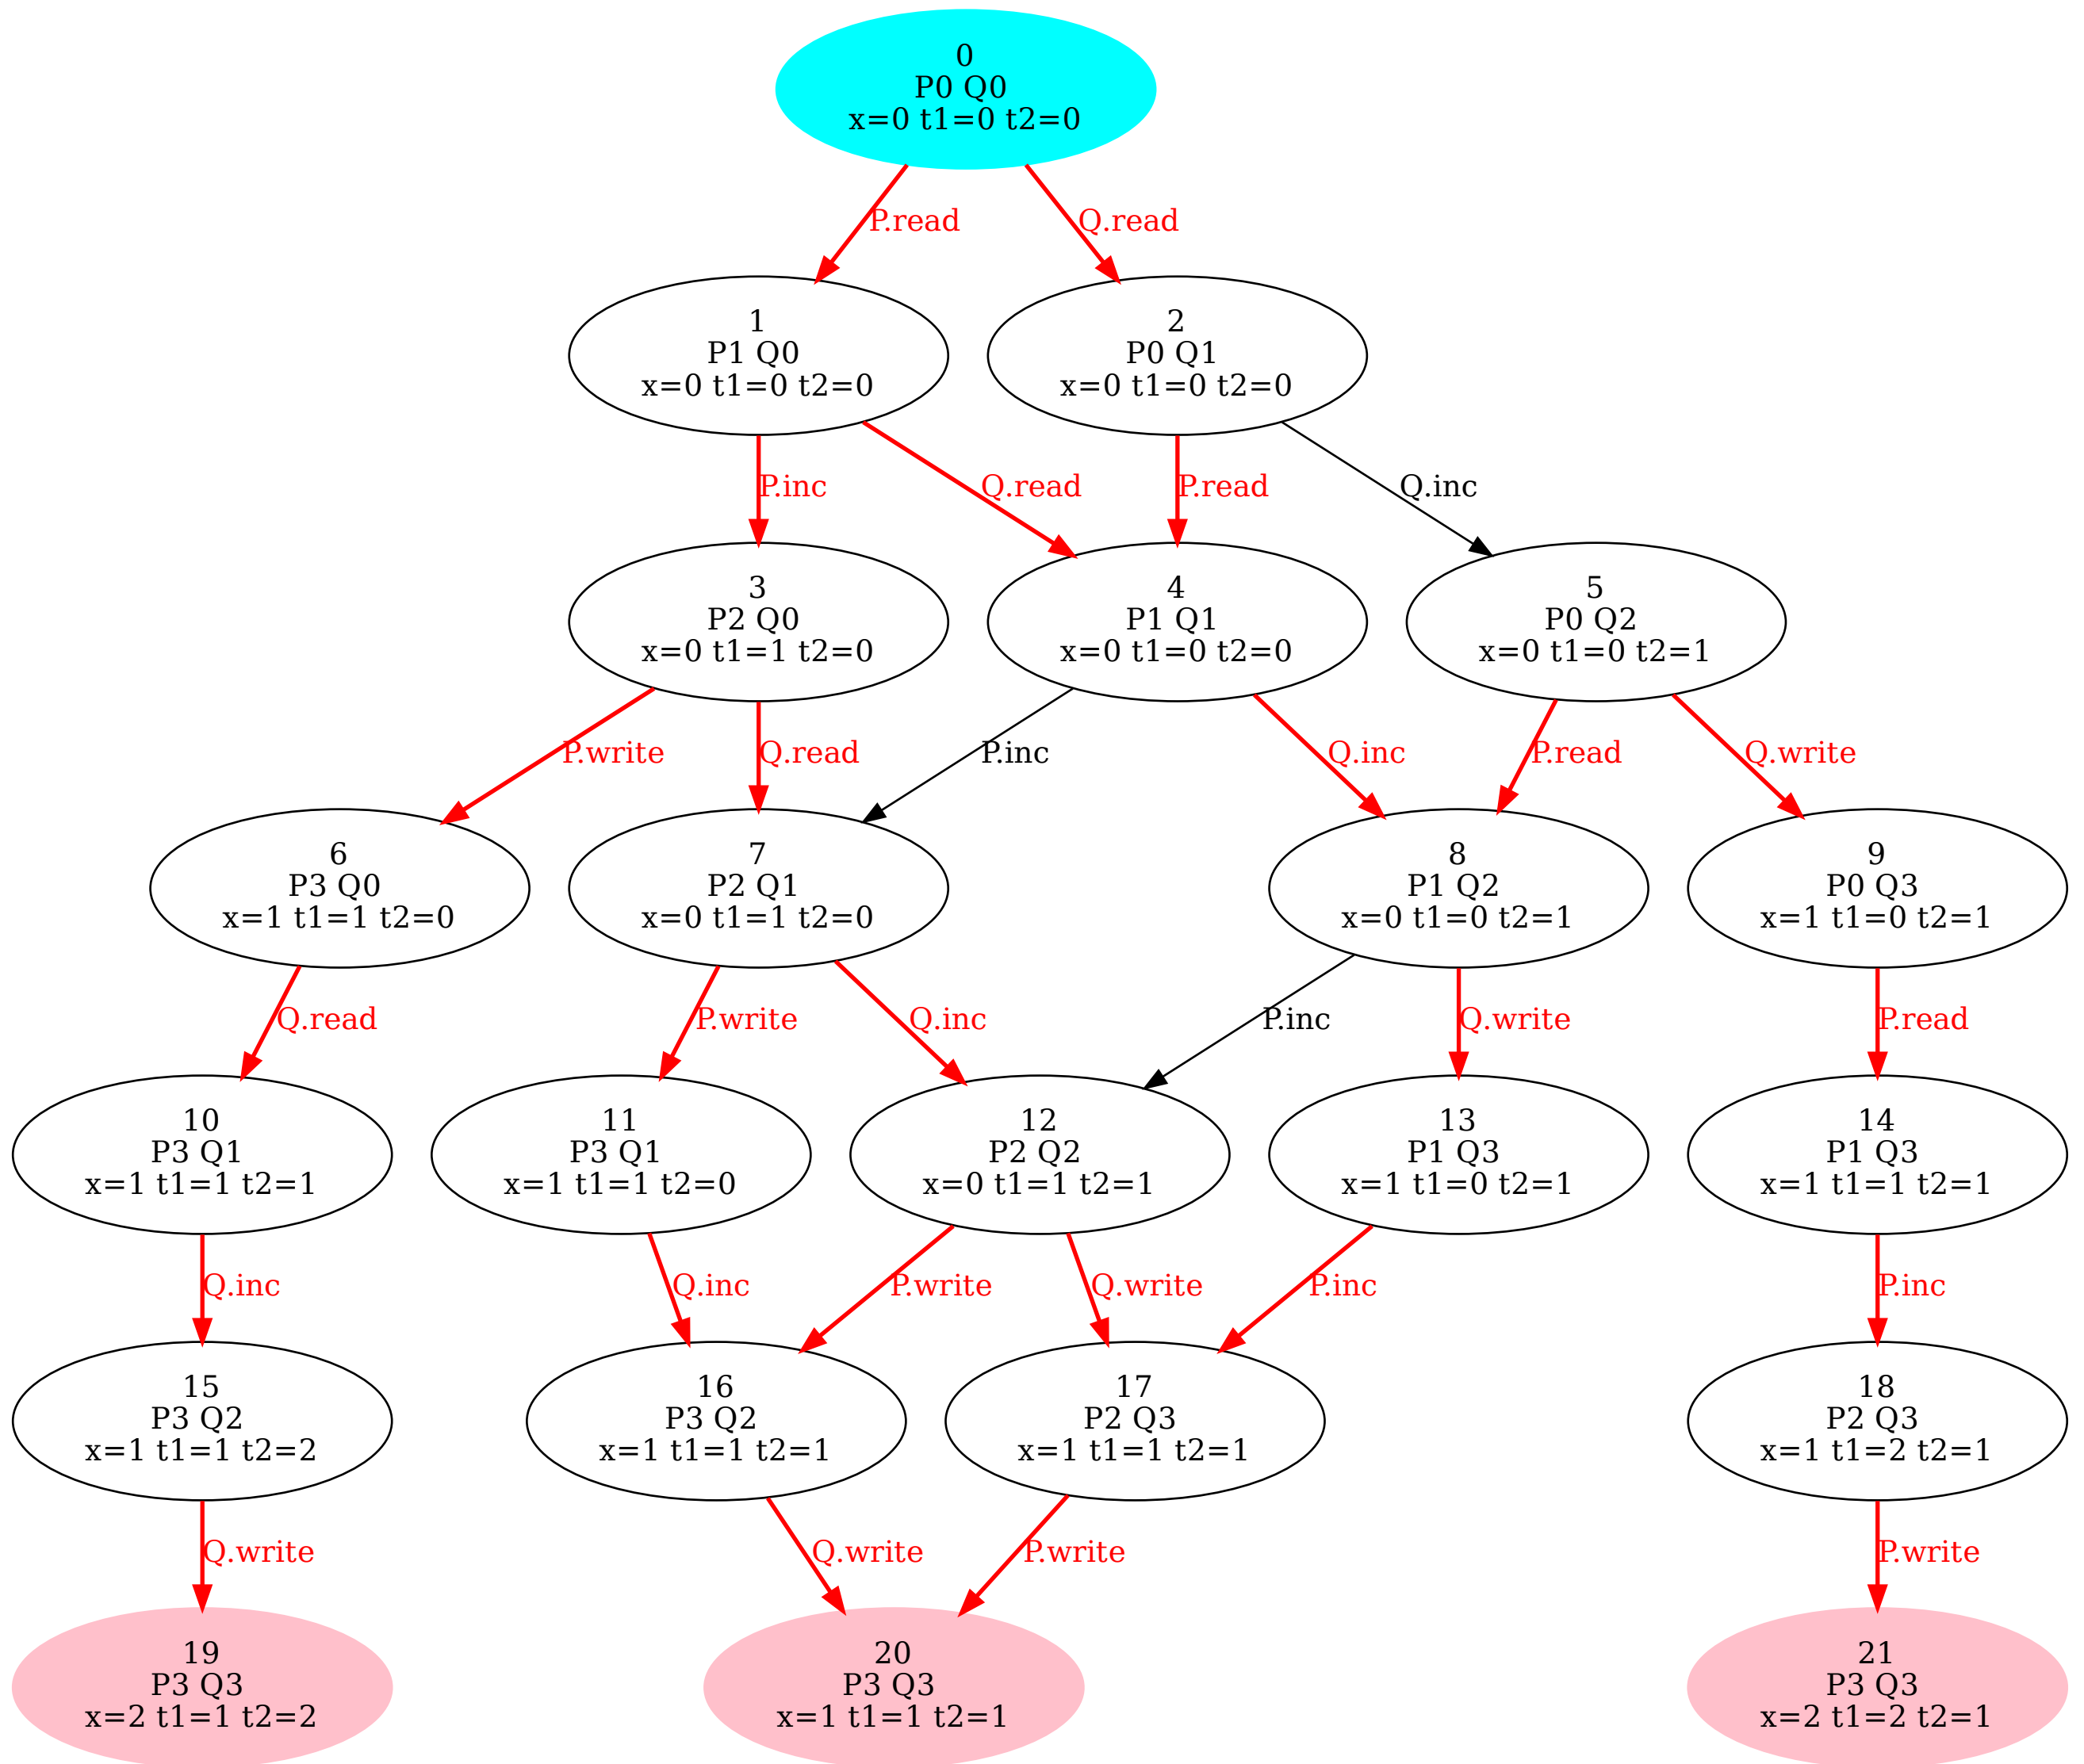 0
P0 Q0
x=0 t1=0 t2=0
P.read
Q.read
1
P1 Q0
x=0 t1=0 t2=0
2
P0 Q1
x=0 t1=0 t2=0
P.inc
Q.read
P.read
Q.inc
3
P2 Q0
x=0 t1=1 t2=0
4
P1 Q1
x=0 t1=0 t2=0
5
P0 Q2
x=0 t1=0 t2=1
P.write
Q.read
P.inc
Q.inc
P.read
Q.write
6
P3 Q0
x=1 t1=1 t2=0
7
P2 Q1
x=0 t1=1 t2=0
8
P1 Q2
x=0 t1=0 t2=1
9
P0 Q3
x=1 t1=0 t2=1
Q.read
P.write
Q.inc
P.inc
Q.write
P.read
10
P3 Q1
x=1 t1=1 t2=1
11
P3 Q1
x=1 t1=1 t2=0
12
P2 Q2
x=0 t1=1 t2=1
13
P1 Q3
x=1 t1=0 t2=1
14
P1 Q3
x=1 t1=1 t2=1
Q.inc
Q.inc
P.write
Q.write
P.inc
P.inc
15
P3 Q2
x=1 t1=1 t2=2
16
P3 Q2
x=1 t1=1 t2=1
17
P2 Q3
x=1 t1=1 t2=1
18
P2 Q3
x=1 t1=2 t2=1
Q.write
Q.write
P.write
P.write
19
P3 Q3
x=2 t1=1 t2=2
20
P3 Q3
x=1 t1=1 t2=1
21
P3 Q3
x=2 t1=2 t2=1